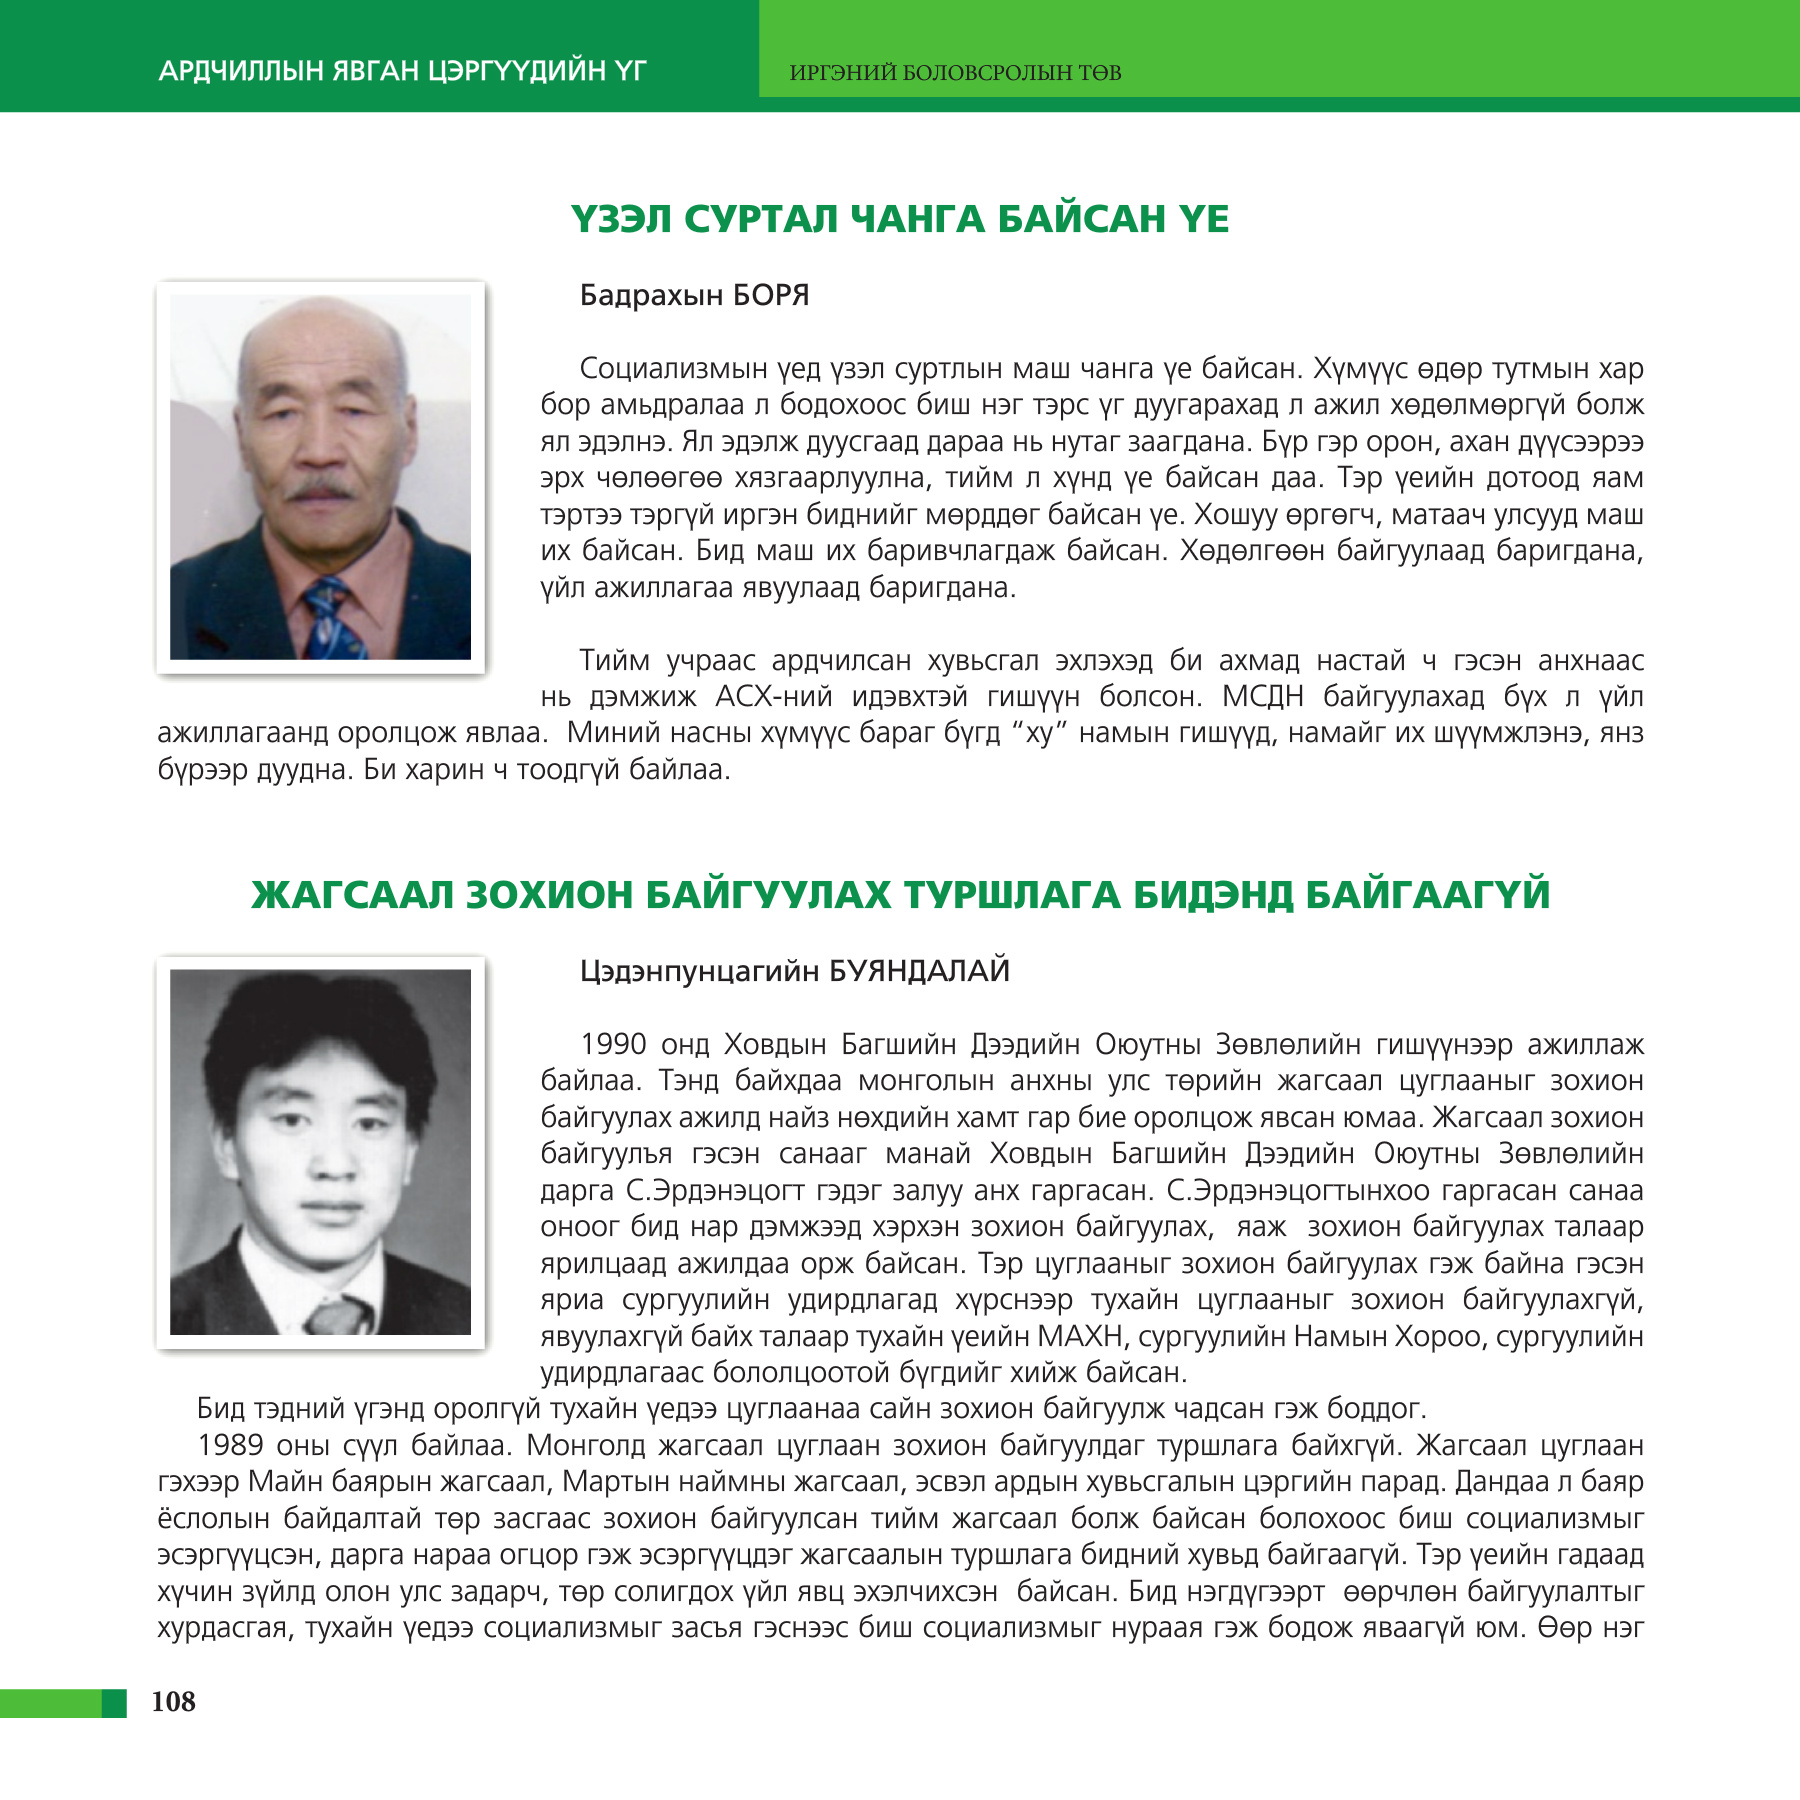 АРДЧИЛЛЫН ЯВГАН ЦЭРГҮҮДИЙН ҮГ
ИРГЭНИЙ БОЛОВСРОЛЫН ТӨВ
ҮЗЭЛ СУРТАЛ ЧАНГА БАЙСАН ҮЕ
Бадрахын БОРЯ
Социализмын үед үзэл суртлын маш чанга үе байсан. Хүмүүс өдөр тутмын хар
бор амьдралаа л бодохоос биш нэг тэрс үг дуугарахад л ажил хөдөлмөргүй болж
ял эдэлнэ. Ял эдэлж дуусгаад дараа нь нутаг заагдана. Бүр гэр орон, ахан дүүсээрээ
эрх чөлөөгөө хязгаарлуулна, тийм л хүнд үе байсан даа. Тэр үеийн дотоод яам
тэртээ тэргүй иргэн биднийг мөрддөг байсан үе. Хошуу өргөгч, матаач улсууд маш
их байсан. Бид маш их баривчлагдаж байсан. Хөдөлгөөн байгуулаад баригдана,
үйл ажиллагаа явуулаад баригдана.
Тийм учраас ардчилсан хувьсгал эхлэхэд би ахмад настай ч гэсэн анхнаас
нь дэмжиж АСХ-ний идэвхтэй гишүүн болсон. МСДН байгуулахад бүх л үйл
ажиллагаанд оролцож явлаа.  Миний насны хүмүүс бараг бүгд “ху” намын гишүүд, намайг их шүүмжлэнэ, янз
бүрээр дуудна. Би харин ч тоодгүй байлаа.
ЖАГСААЛ ЗОХИОН БАЙГУУЛАХ ТУРШЛАГА БИДЭНД БАЙГААГҮЙ
Цэдэнпунцагийн БУЯНДАЛАЙ
1990 онд Ховдын Багшийн Дээдийн Оюутны Зөвлөлийн гишүүнээр ажиллаж
байлаа. Тэнд байхдаа монголын анхны улс төрийн жагсаал цуглааныг зохион
байгуулах ажилд найз нөхдийн хамт гар бие оролцож явсан юмаа. Жагсаал зохион
байгуулъя гэсэн санааг манай Ховдын Багшийн Дээдийн Оюутны Зөвлөлийн
дарга С.Эрдэнэцогт гэдэг залуу анх гаргасан. С.Эрдэнэцогтынхоо гаргасан санаа
оноог бид нар дэмжээд хэрхэн зохион байгуулах,  яаж  зохион байгуулах талаар
ярилцаад ажилдаа орж байсан. Тэр цуглааныг зохион байгуулах гэж байна гэсэн
яриа сургуулийн удирдлагад хүрснээр тухайн цуглааныг зохион байгуулахгүй,
явуулахгүй байх талаар тухайн үеийн МАХН, сургуулийн Намын Хороо, сургуулийн
удирдлагаас бололцоотой бүгдийг хийж байсан.
Бид тэдний үгэнд оролгүй тухайн үедээ цуглаанаа сайн зохион байгуулж чадсан гэж боддог.
1989 оны сүүл байлаа. Монголд жагсаал цуглаан зохион байгуулдаг туршлага байхгүй. Жагсаал цуглаан
гэхээр Майн баярын жагсаал, Мартын наймны жагсаал, эсвэл ардын хувьсгалын цэргийн парад. Дандаа л баяр
ёслолын байдалтай төр засгаас зохион байгуулсан тийм жагсаал болж байсан болохоос биш социализмыг
эсэргүүцсэн, дарга нараа огцор гэж эсэргүүцдэг жагсаалын туршлага бидний хувьд байгаагүй. Тэр үеийн гадаад
хүчин зүйлд олон улс задарч, төр солигдох үйл явц эхэлчихсэн  байсан. Бид нэгдүгээрт  өөрчлөн байгуулалтыг
хурдасгая, тухайн үедээ социализмыг засъя гэснээс биш социализмыг нураая гэж бодож яваагүй юм. Өөр нэг
108